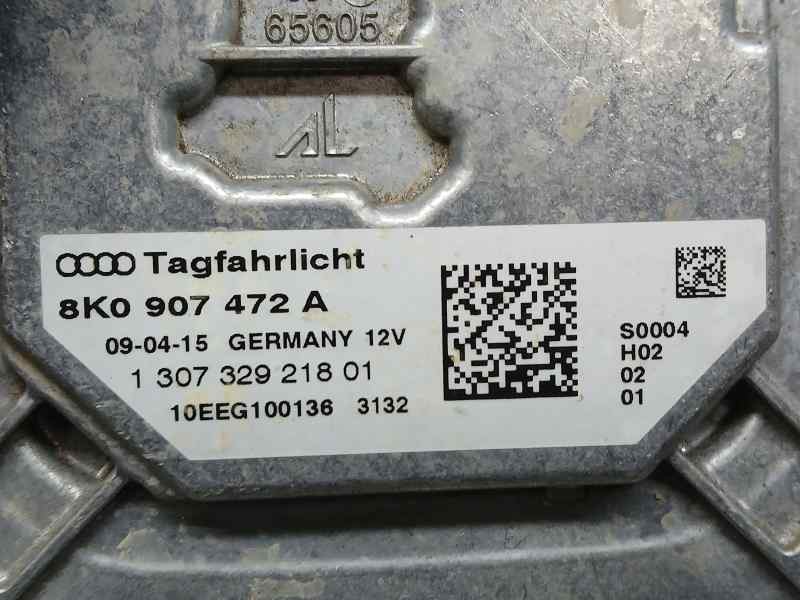 65605
AL
Tagfahrlicht
8K0 907 472 A
09-04-15 GERMANY 12V
1 307 329 218 01
10EEG100136 3132
S0004
H02
02
01